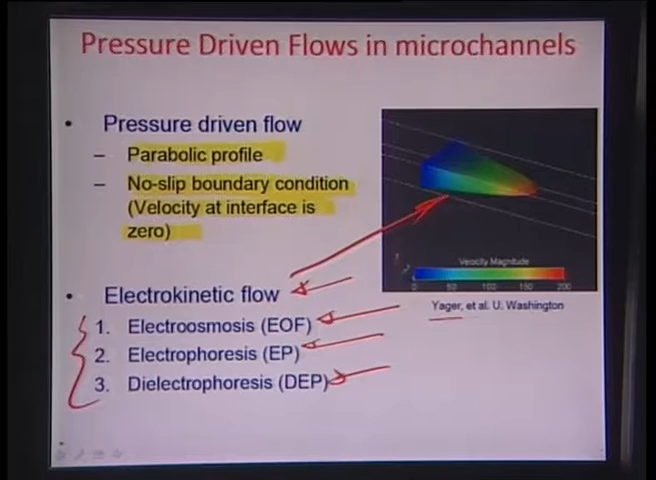 Pressure Driven Flows in microchannels
• Pressure driven flow
– Parabolic profile
– No-slip boundary condition
(Velocity at interface is
zero)
• Electrokinetic flow
1. Electroosmosis (EOF)
2. Electrophoresis (EP)
3. Dielectrophoresis (DEP)
Velocity Magnitude
0 50 100 150 200
Yager, et al. U. Washington